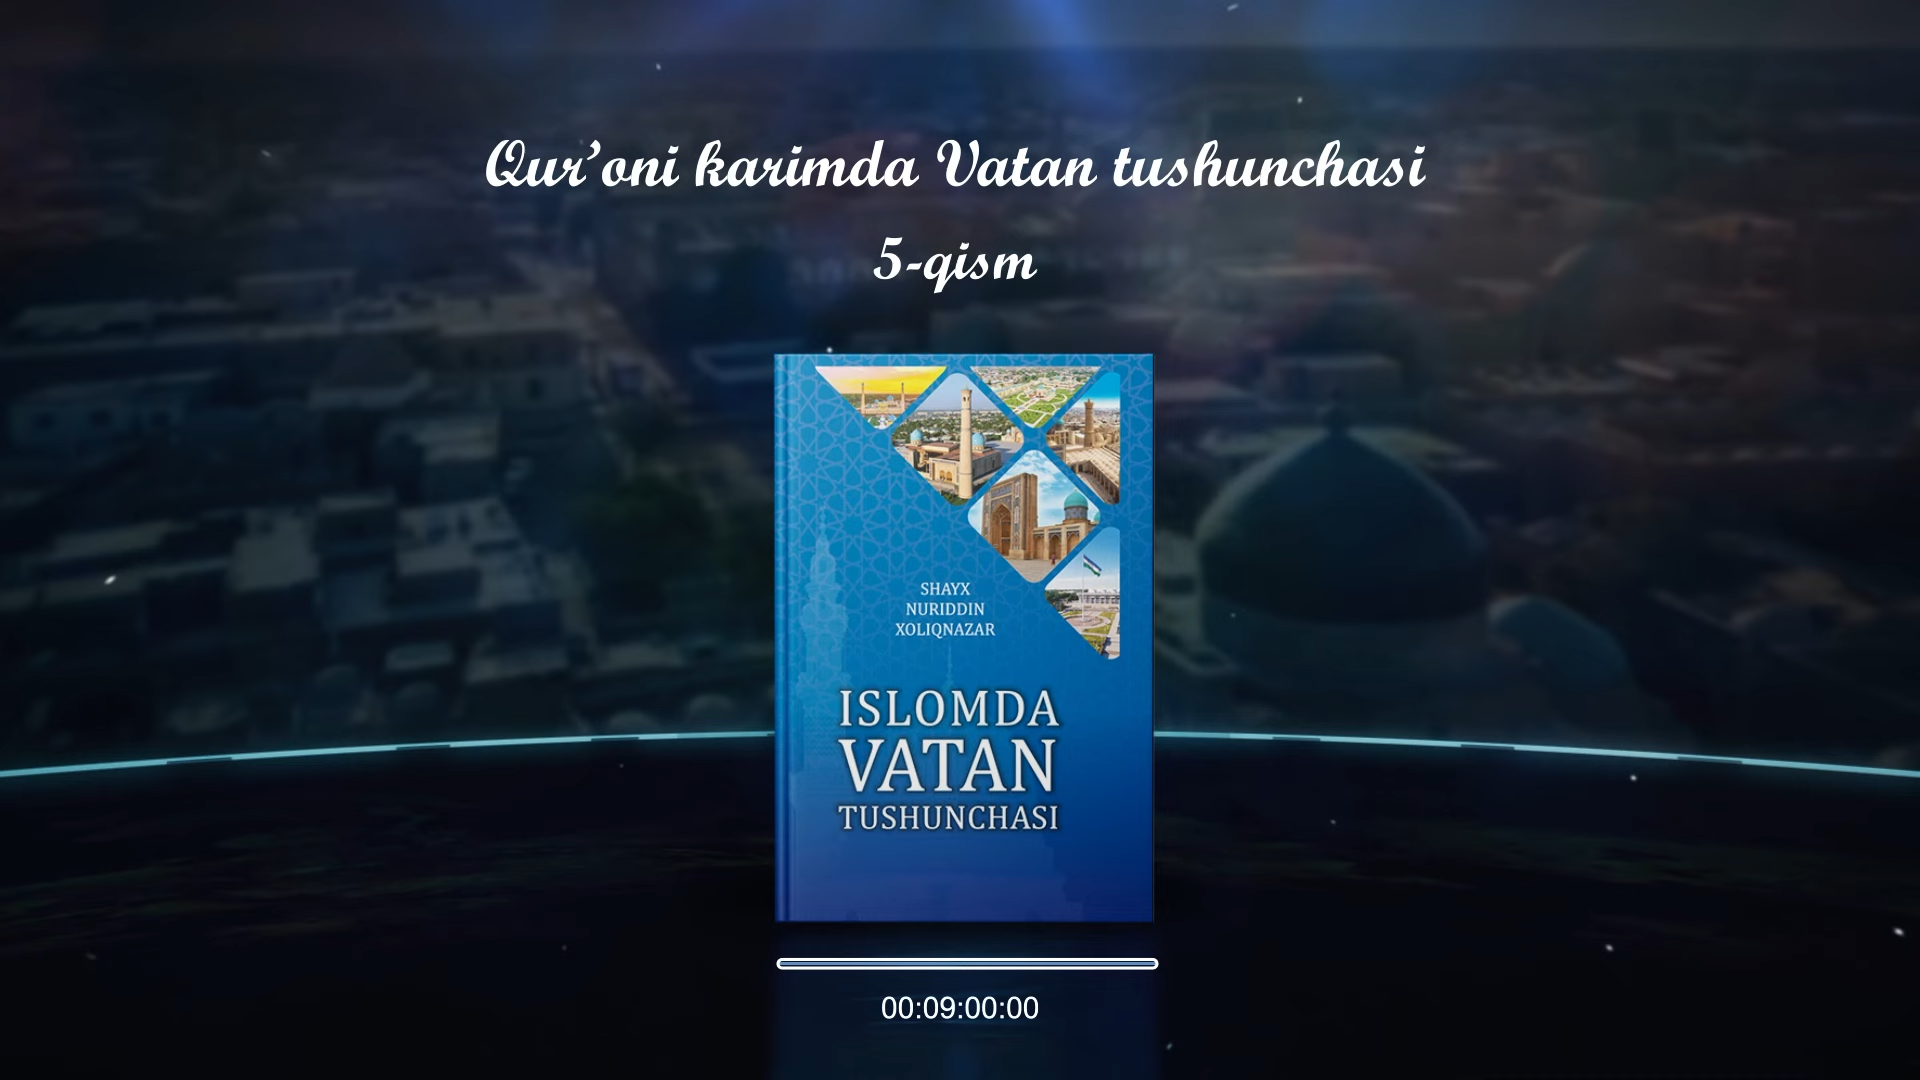 Qur’oni karimda Vatan tushunchasi
5-qism
SHAYX
NURIDDIN
XOLIQNAZAR
ISLOMDA
VATAN
TUSHUNCHASI
00:09:00:00